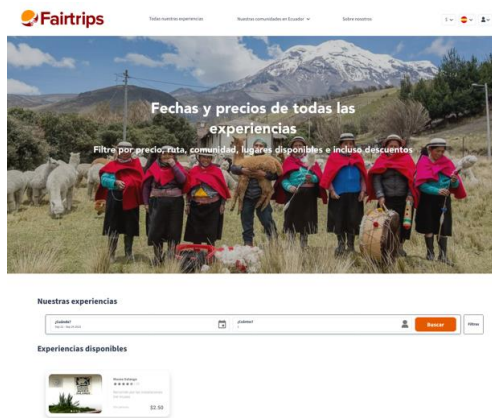 Fairtrips
Todas nuestras experiencias
Nuestras comunidades en Ecuador
Sobre nosotros
Fechas y precios de todas las
experiencias
Filtre por precio, ruta, comunidad, lugares disponibles e incluso descuentos
Nuestras experiencias
¿Cuándo?
¿Cuántos?
Buscar
Filtros
Experiencias disponibles
$2.50